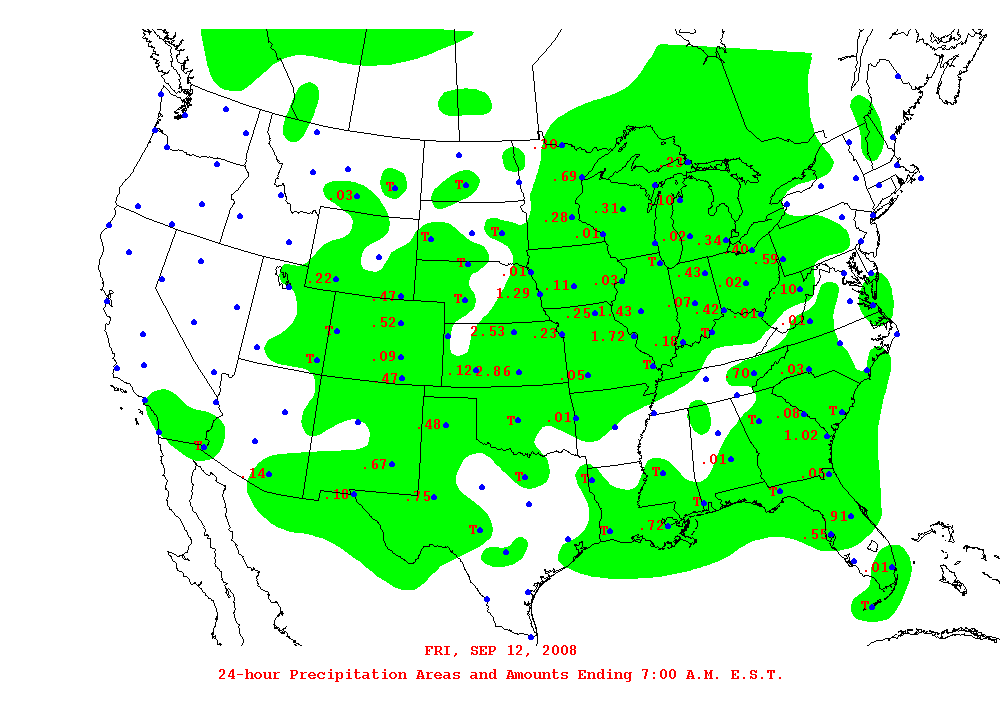 .30
.21
.69
T
T
.03
.10
.31
.28
T
T
.01
.02
.34
.40
.59
T
T
.01
.43
.22
.02
.11
.03
.10
1.29
.47
T
.07
.25
1.43
.42
.01
.52
.01
T
2.53
.23
1.72
T
.18
T
.09
T
.03
.12
2.86
.05
70
.47
.08
T
T
.01
.48
T
1.02
.01
.67
.14
T
T
T
.05
T
.18
.75
T
T
91
.72
T
T
.55
.01
T
FRI, SEP 12, 2008
24-hour Precipitation Areas and Amounts Ending 7:00 A.M. E.S.T.